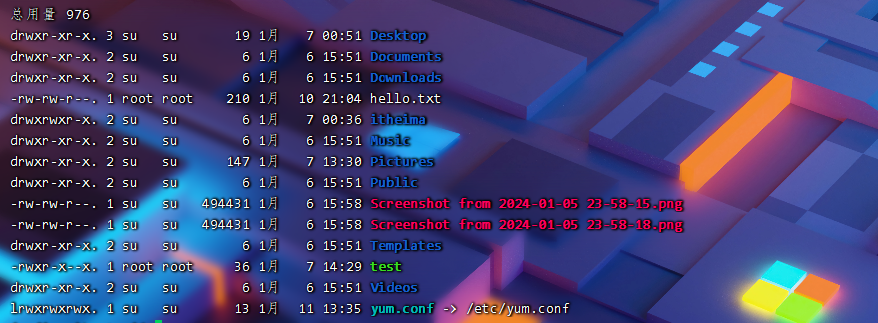 总用量 976
drwxr-xr-x. 3 su   su       19 1月   7 00:51 Desktop
drwxr-xr-x. 2 su   su        6 1月   6 15:51 Documents
drwxr-xr-x. 2 su   su        6 1月   6 15:51 Downloads
-rw-rw-r--. 1 root root    210 1月  10 21:04 hello.txt
drwxrwxr-x. 2 su   su        6 1月   7 00:36 itheima
drwxr-xr-x. 2 su   su        6 1月   6 15:51 Music
drwxr-xr-x. 2 su   su      147 1月   7 13:30 Pictures
drwxr-xr-x. 2 su   su        6 1月   6 15:51 Public
-rw-rw-r--. 1 su   su   494431 1月   6 15:58 Screenshot from 2024-01-05 23-58-15.png
-rw-rw-r--. 1 su   su   494431 1月   6 15:58 Screenshot from 2024-01-05 23-58-18.png
drwxr-xr-x. 2 su   su        6 1月   6 15:51 Templates
-rwxr-x--x. 1 root root     36 1月   7 14:29 test
drwxr-xr-x. 2 su   su        6 1月   6 15:51 Videos
lrwxrwxrwx. 1 su   su       13 1月  11 13:35 yum.conf -> /etc/yum.conf